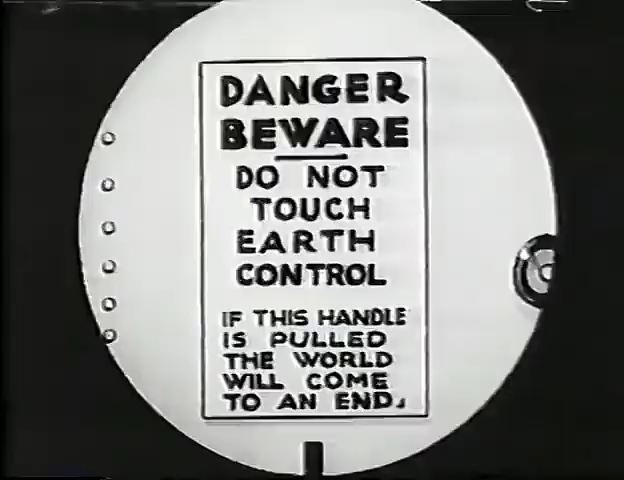 DANGER
BEWARE
DO NOT
TOUCH
EARTH
CONTROL
IF THIS HANDLE
IS PULLED
THE WORLD
WILL COME
TO AN END.